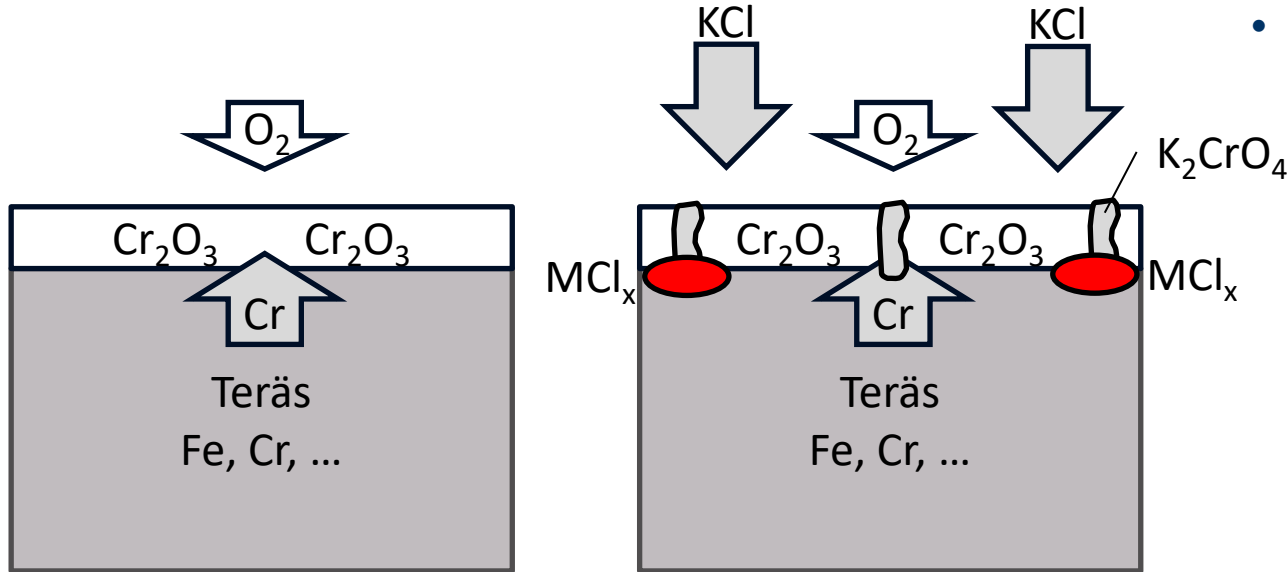 O₂
Cr₂O₃
Cr₂O₃
Cr
Teräs
Fe, Cr, ...
KCl
KCl
•
O₂
K₂CrO₄
Cr₂O₃
Cr₂O₃
MClₓ
MClₓ
Cr
Teräs
Fe, Cr, ...